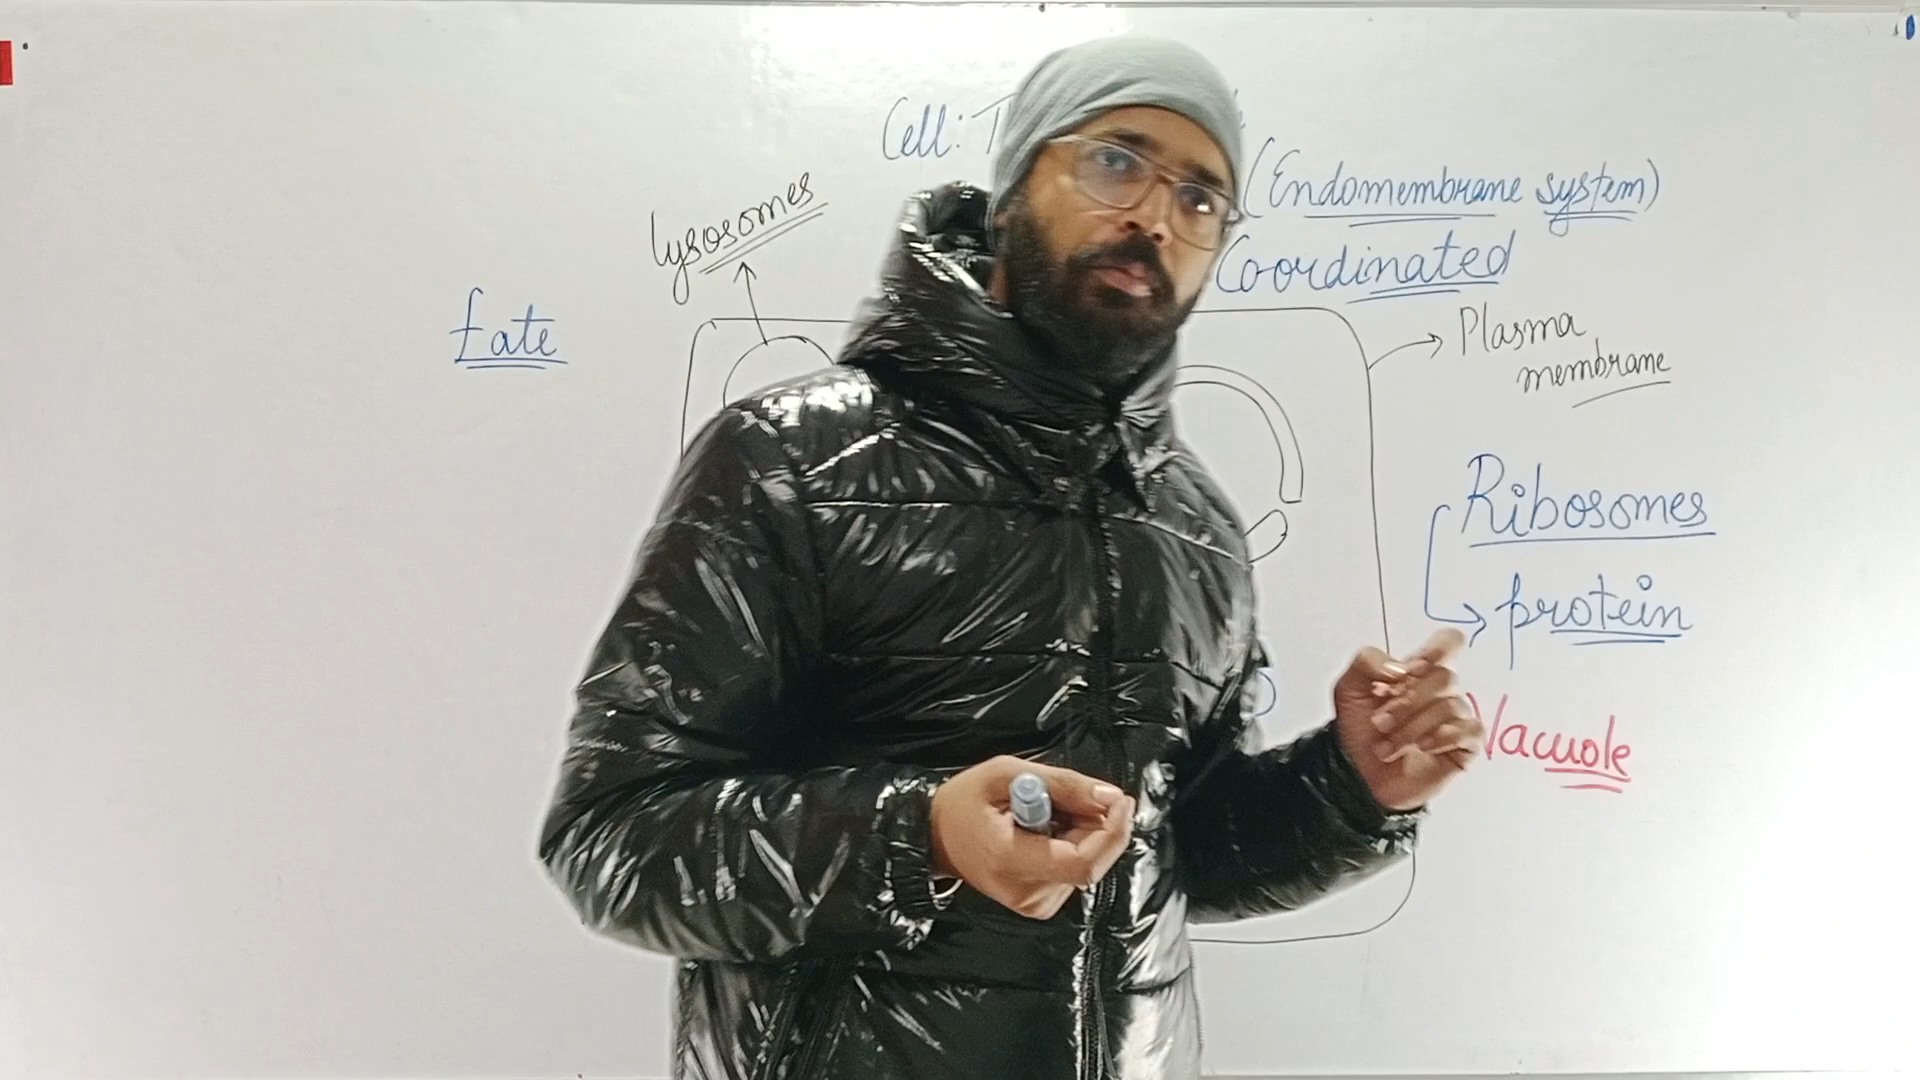 Cell:
(Endomembrane system)
Coordinated
lysosomes
fate
Plasma
membrane
Ribosomes
protein
Vacuole